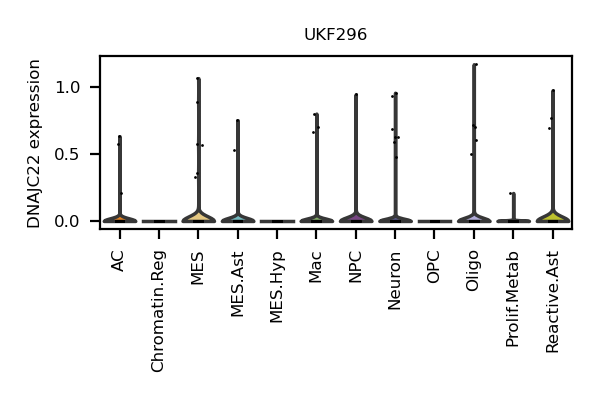 UKF296
DNAJC22 expression
1.0
0.5
0.0
AC
Chromatin.Reg
MES
MES.Ast
MES.Hyp
Mac
NPC
Neuron
OPC
Oligo
Prolif.Metab
Reactive.Ast